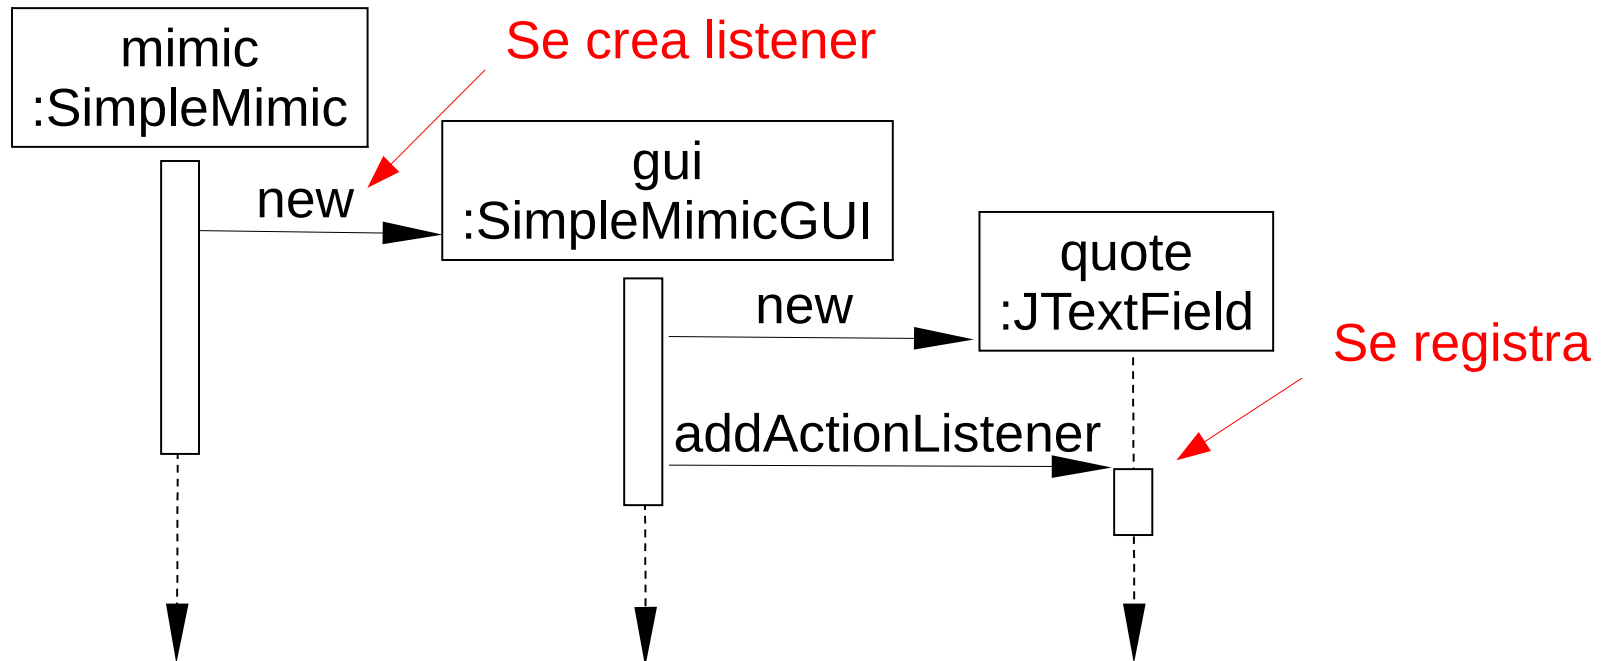 mimic
:SimpleMimic
Se crea listener
new
gui
:SimpleMimicGUI
new
quote
:JTextField
Se registra
addActionListener